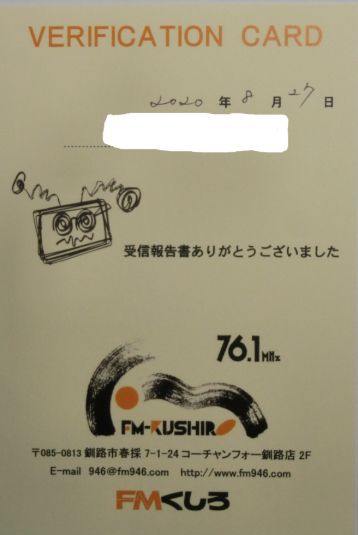 VERIFICATION CARD
2020 年 8 月 27 日
受信報告書ありがとうございました
76.1MHz
FM-KUSHIRO
〒085-0813 釧路市春採 7-1-24 コーチャンフォー釧路店 2F
E-mail 946@fm946.com http://www.fm946.com
FMくしろ